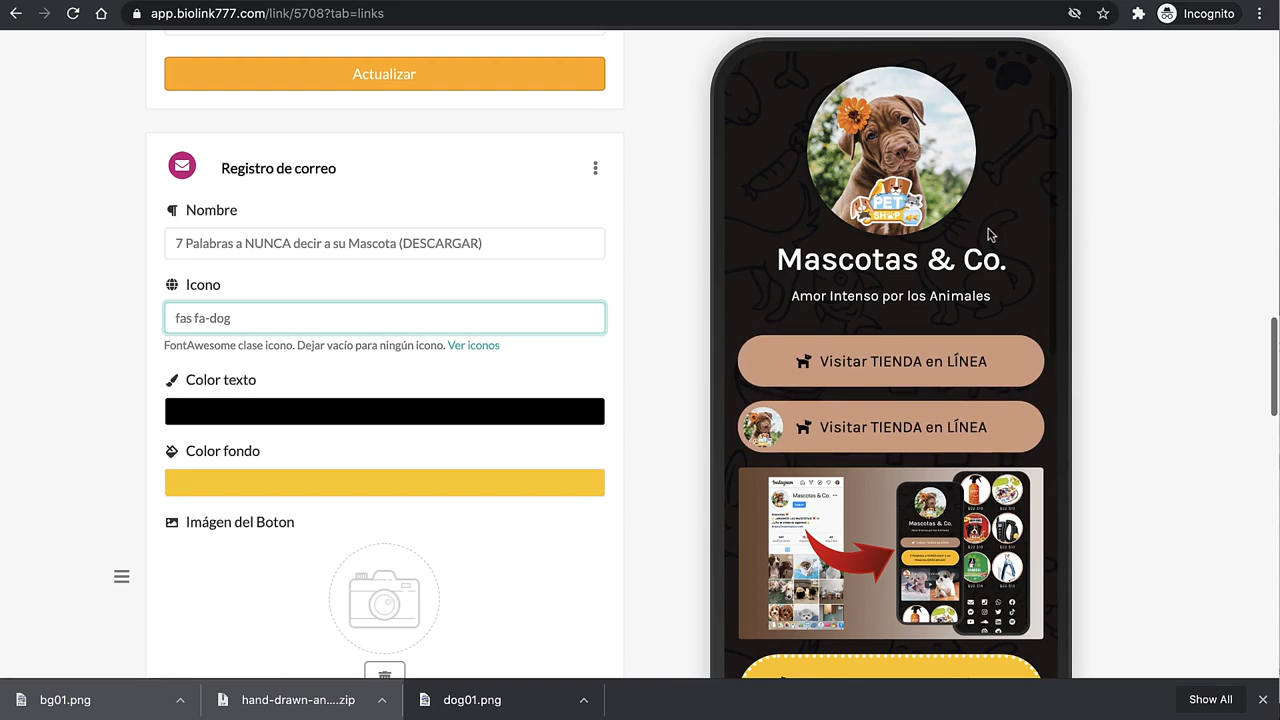 app.biolink777.com/link/5708?tab=links
Incognito
Actualizar
Registro de correo
Nombre
7 Palabras a NUNCA decir a su Mascota (DESCARGAR)
Icono
fas fa-dog
FontAwesome clase icono. Dejar vacío para ningún icono. Ver iconos
Color texto
Color fondo
Imágen del Boton
PET
SHOP
Mascotas & Co.
Amor Intenso por los Animales
Visitar TIENDA en LÍNEA
Visitar TIENDA en LÍNEA
Instagram
Mascotas & Co.
Mascotas & Co.
bg01.png
hand-drawn-an....zip
dog01.png
Show All